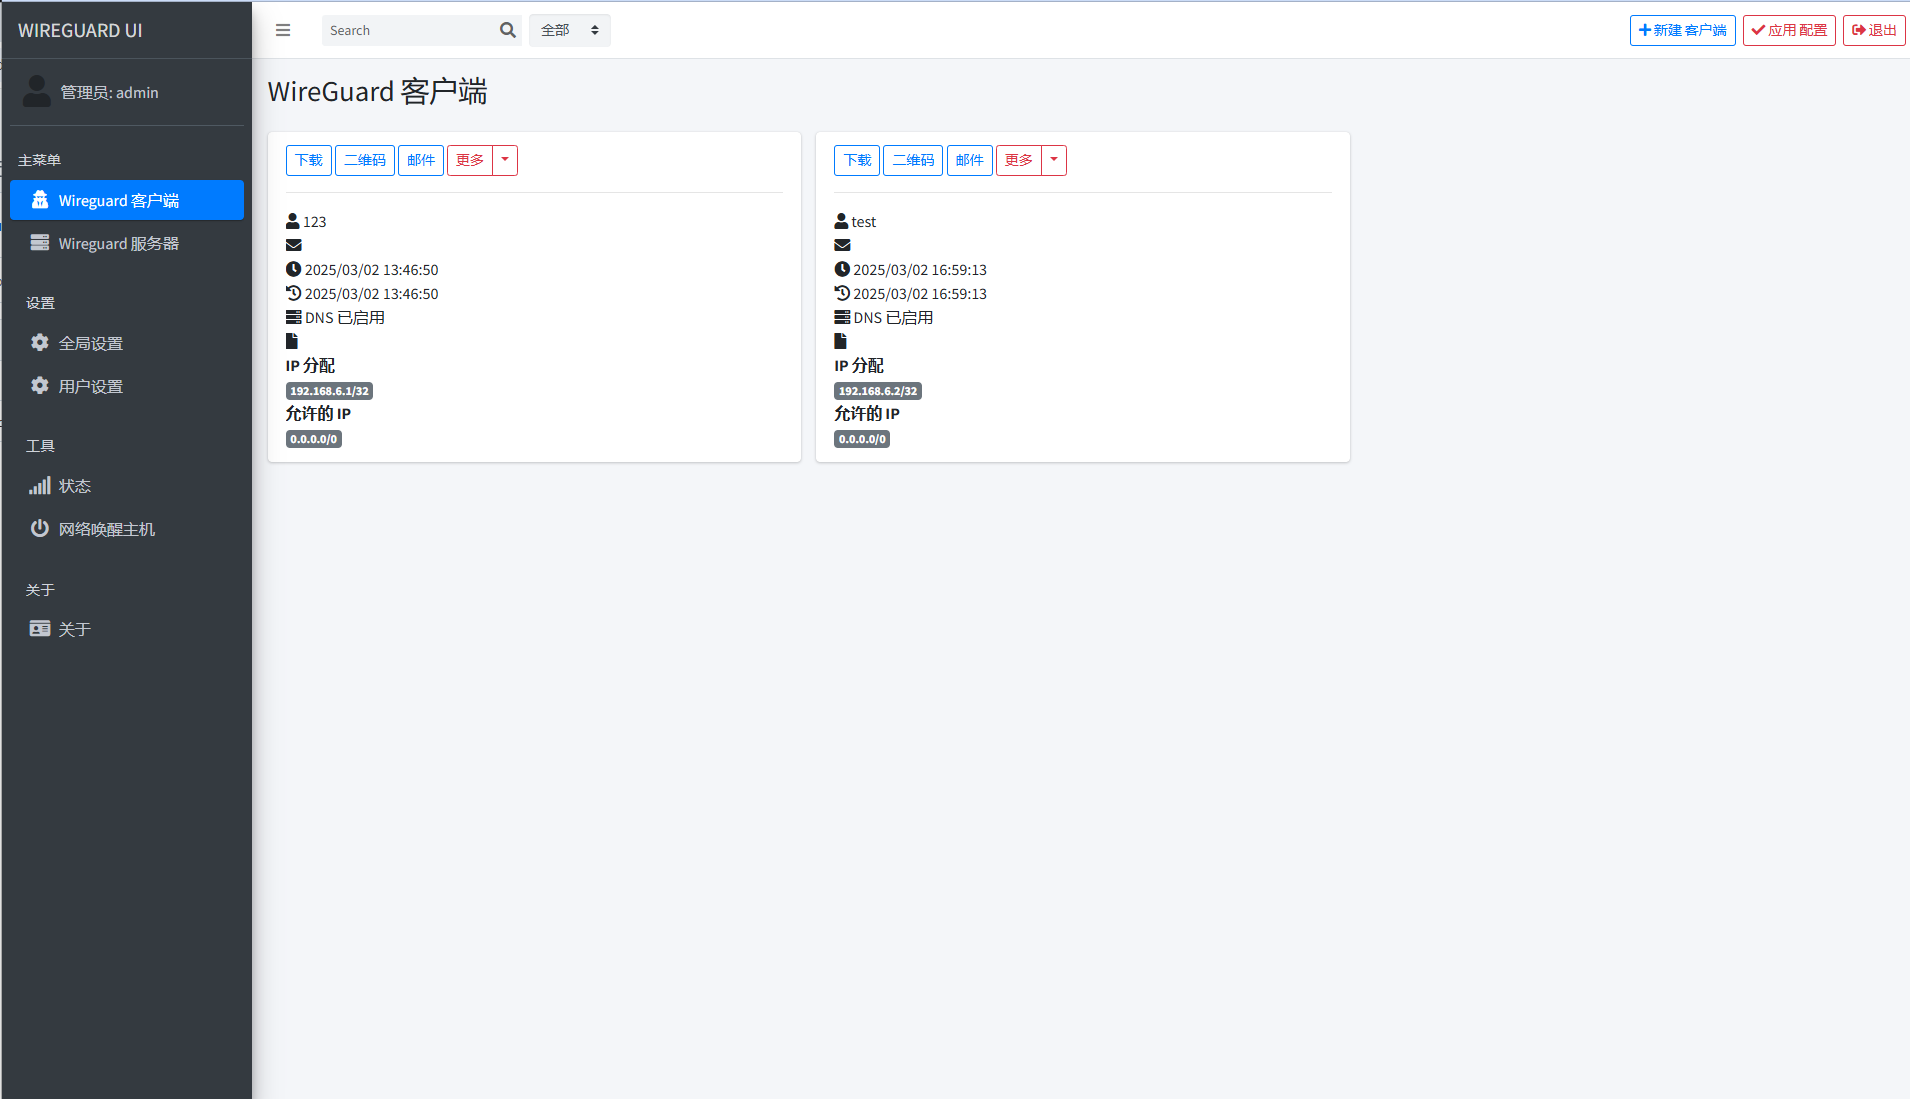 WIREGUARD UI
管理员: admin
主菜单
Wireguard 客户端
Wireguard 服务器
设置
全局设置
用户设置
工具
状态
网络唤醒主机
关于
关于
Search
全部
新建 客户端
应用 配置
退出
WireGuard 客户端
下载 二维码 邮件 更多
123
2025/03/02 13:46:50
2025/03/02 13:46:50
DNS 已启用
IP 分配
192.168.6.1/32
允许的 IP
0.0.0.0/0
下载 二维码 邮件 更多
test
2025/03/02 16:59:13
2025/03/02 16:59:13
DNS 已启用
IP 分配
192.168.6.2/32
允许的 IP
0.0.0.0/0